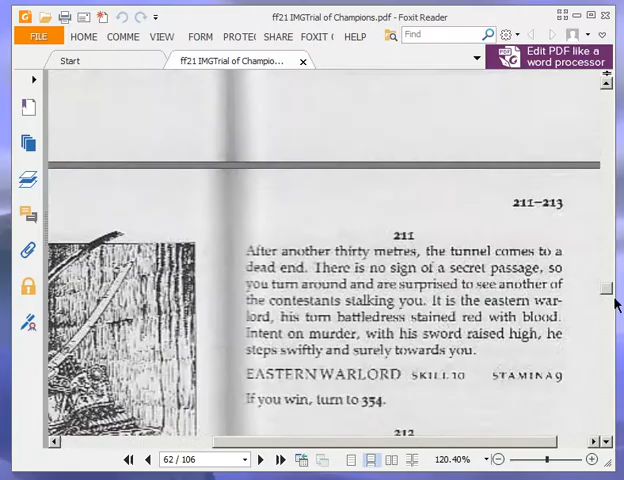 ff21 IMGTrial of Champions.pdf - Foxit Reader
FILE HOME COMME VIEW FORM PROTE SHARE FOXIT C Find
Start ff21 IMGTrial of Champio... Edit PDF like a
word processor
211–213
211
After another thirty metres, the tunnel comes to a
dead end. There is no sign of a secret passage, so
you turn around and are surprised to see another of
the contestants stalking you. It is the eastern war-
lord, his torn battledress stained red with blood.
Intent on murder, with his sword raised high, he
steps swiftly and surely towards you.
EASTERN WARLORD SKILL 10 STAMINA 9
If you win, turn to 354.
212
62 / 106 120.40%